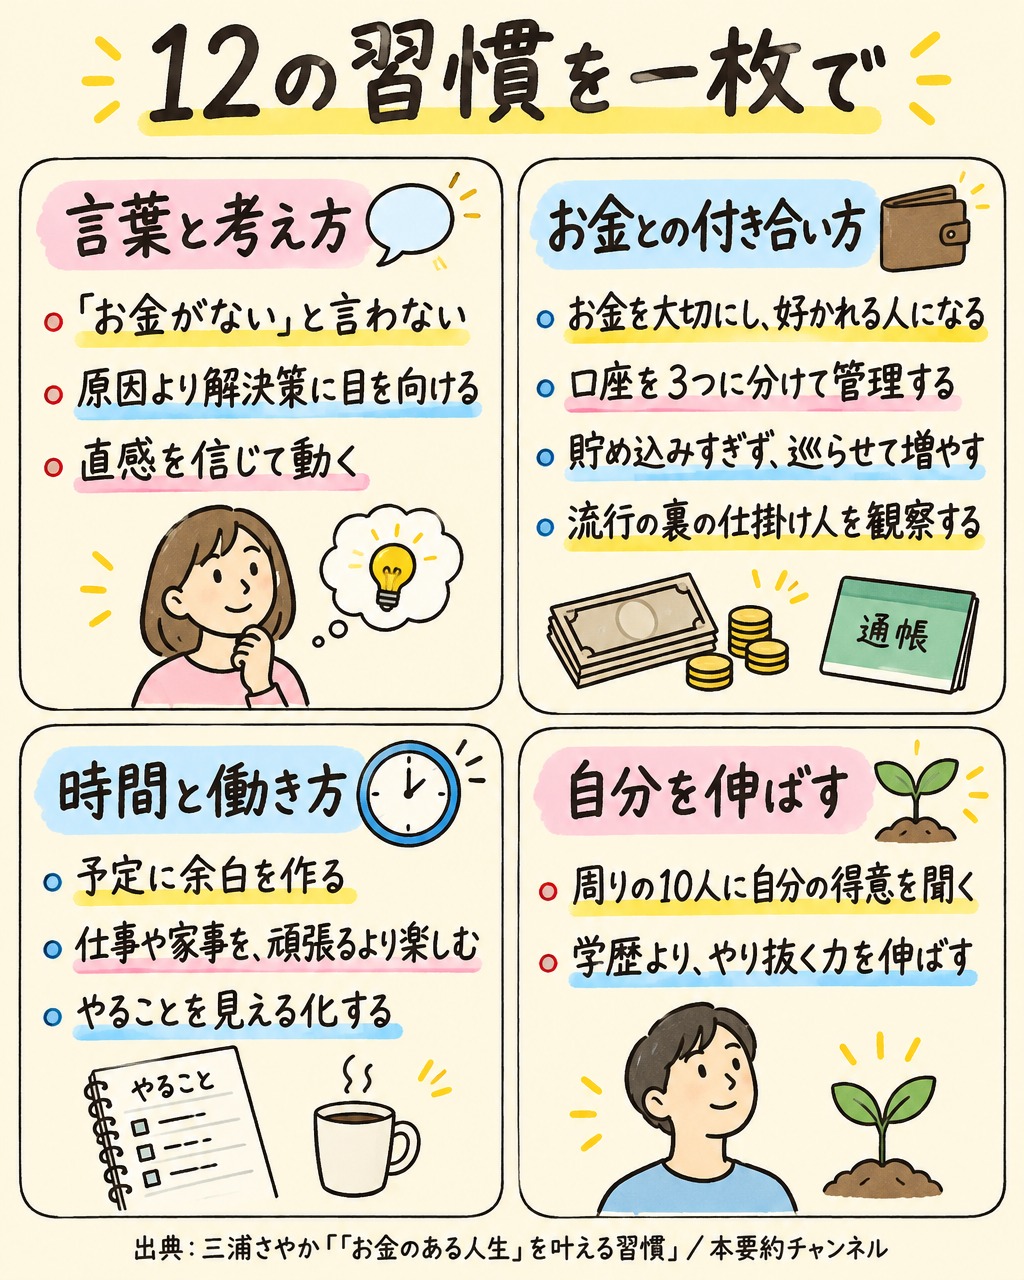 12の習慣を一枚で
言葉と考え方
「お金がない」と言わない
原因より解決策に目を向ける
直感を信じて動く
お金との付き合い方
お金を大切にし、好かれる人になる
口座を3つに分けて管理する
貯め込みすぎず、巡らせて増やす
流行の裏の仕掛け人を観察する
通帳
時間と働き方
予定に余白を作る
仕事や家事を、頑張るより楽しむ
やることを見える化する
やること
自分を伸ばす
周りの10人に自分の得意を聞く
学歴より、やり抜く力を伸ばす
出典：三浦さやか「「お金のある人生」を叶える習慣」／本要約チャンネル